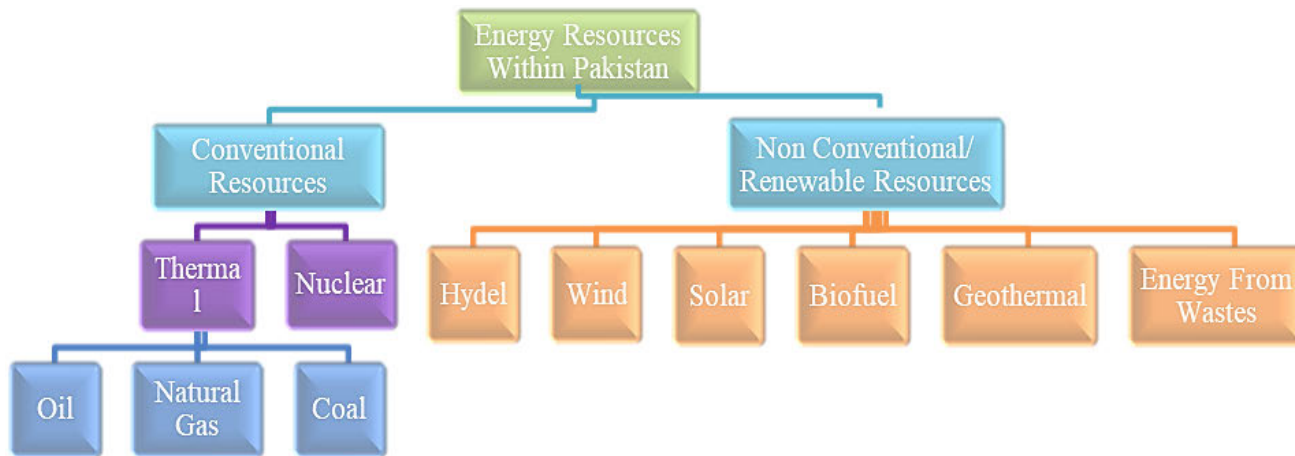 Energy Resources
Within Pakistan
Conventional
Resources
Non Conventional/
Renewable Resources
Therma
l
Nuclear
Hydel
Wind
Solar
Biofuel
Geothermal
Energy From
Wastes
Oil
Natural
Gas
Coal